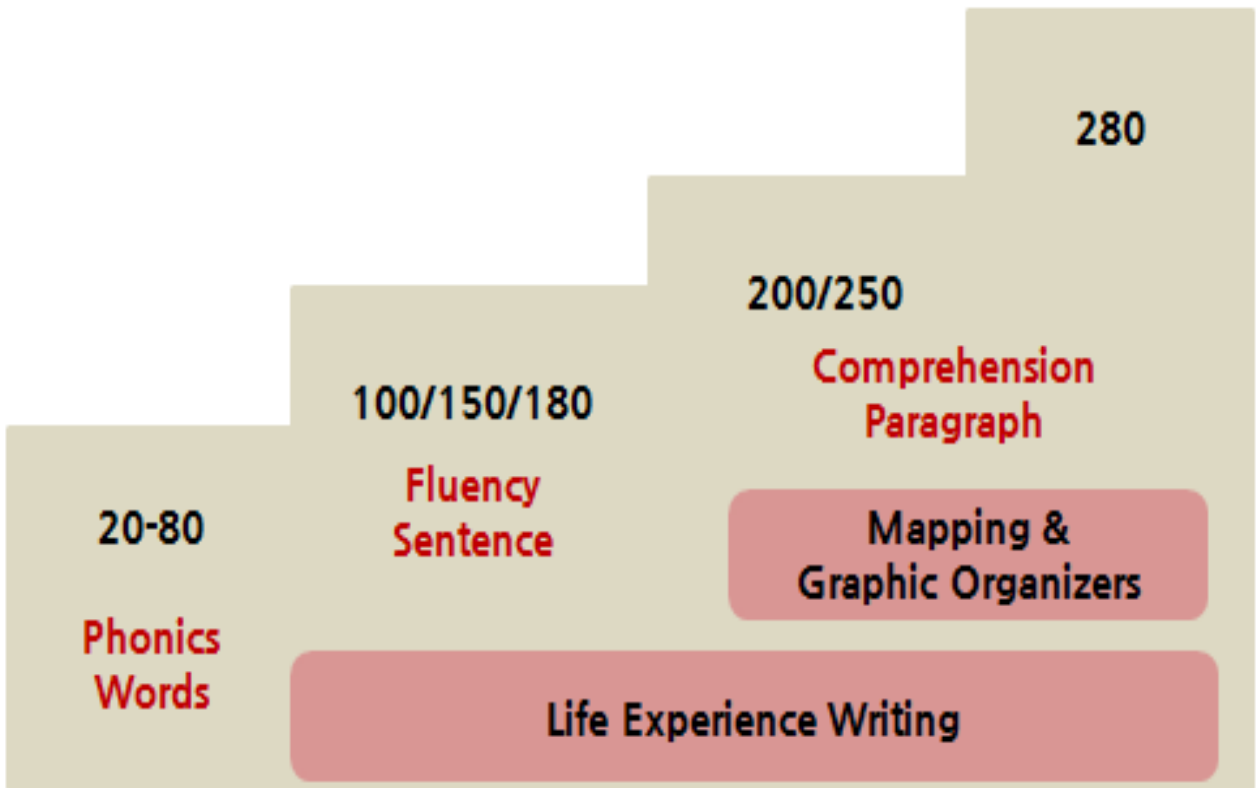 280
200/250
Comprehension
Paragraph
100/150/180
Fluency
Sentence
20-80
Phonics
Words
Mapping &
Graphic Organizers
Life Experience Writing